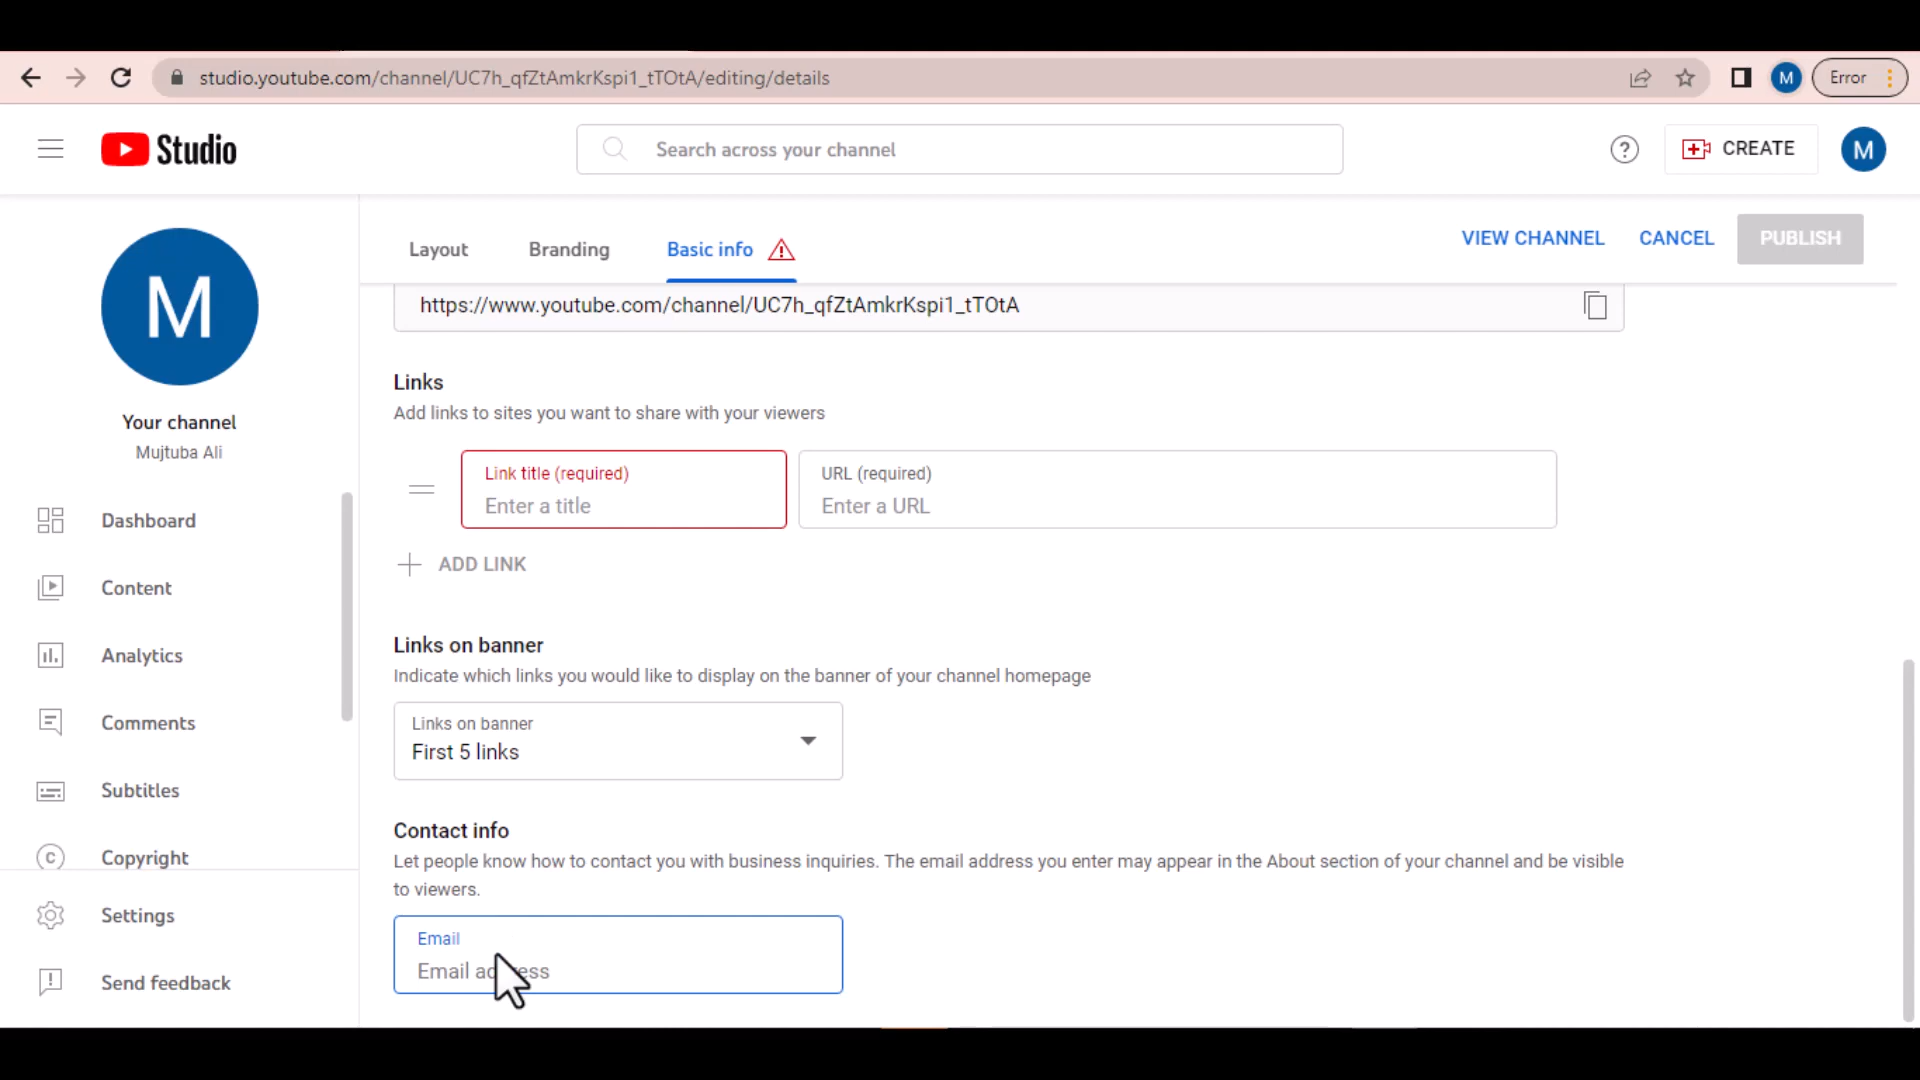 studio.youtube.com/channel/UC7h_qfZtAmkrKspi1_tTOtA/editing/details
M
Error
Studio
Search across your channel
?
CREATE
M
M
Your channel
Mujtuba Ali
Dashboard
Content
Analytics
Comments
Subtitles
Copyright
Settings
Send feedback
Layout
Branding
Basic info
VIEW CHANNEL
CANCEL
PUBLISH
https://www.youtube.com/channel/UC7h_qfZtAmkrKspi1_tTOtA
Links
Add links to sites you want to share with your viewers
Link title (required)
Enter a title
URL (required)
Enter a URL
ADD LINK
Links on banner
Indicate which links you would like to display on the banner of your channel homepage
Links on banner
First 5 links
Contact info
Let people know how to contact you with business inquiries. The email address you enter may appear in the About section of your channel and be visible
to viewers.
Email
Email address